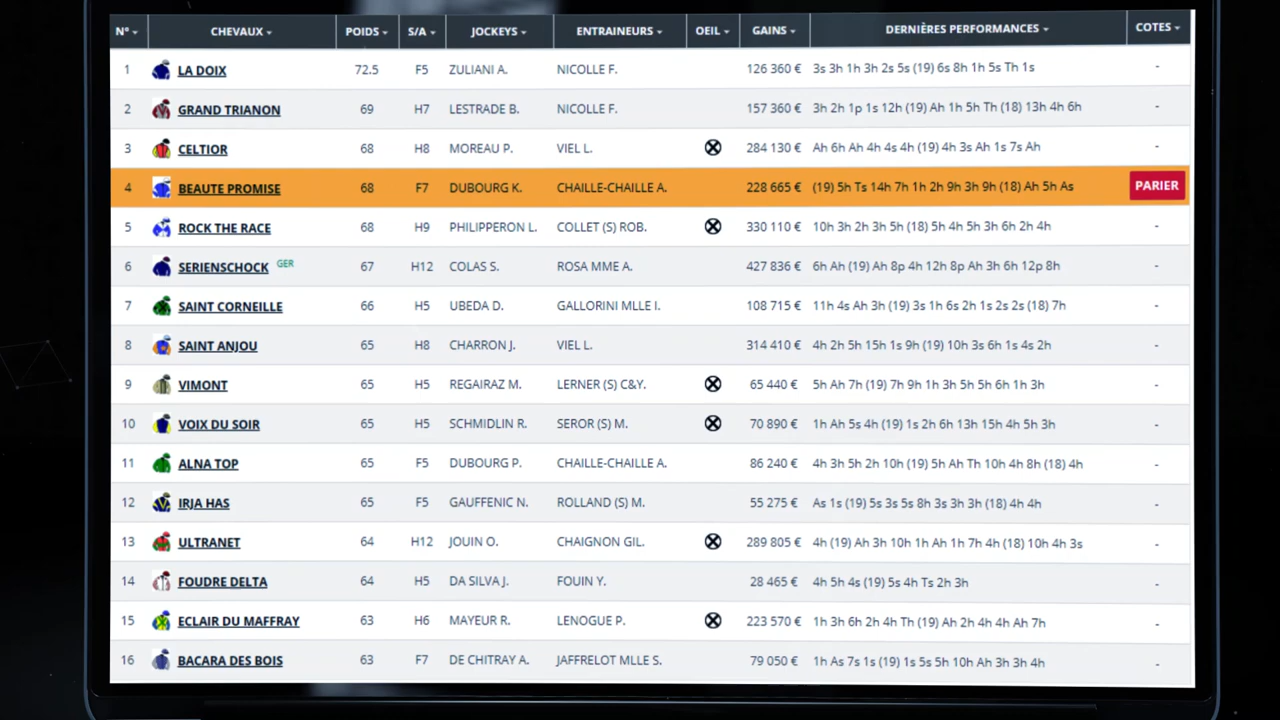 N° CHEVAUX POIDS S/A JOCKEYS ENTRAINEURS OEIL GAINS DERNIÈRES PERFORMANCES COTES
1 LA DOIX 72.5 F5 ZULIANI A. NICOLLE F. 126 360 € 3s 3h 1h 3h 2s 5s (19) 6s 8h 1h 5s Th 1s -
2 GRAND TRIANON 69 H7 LESTRADE B. NICOLLE F. 157 360 € 3h 2h 1p 1s 12h (19) Ah 1h 5h Th (18) 13h 4h 6h -
3 CELTIOR 68 H8 MOREAU P. VIEL L. 284 130 € Ah 6h Ah 4h 4s 4h (19) 4h 3s Ah 1s 7s Ah -
4 BEAUTE PROMISE 68 F7 DUBOURG K. CHAILLE-CHAILLE A. 228 665 € (19) 5h Ts 14h 7h 1h 2h 9h 3h 9h (18) Ah 5h As PARIER
5 ROCK THE RACE 68 H9 PHILIPPERON L. COLLET (S) ROB. 330 110 € 10h 3h 2h 3h 5h (18) 5h 4h 5h 3h 6h 2h 4h -
6 SERIENSCHOCK GER 67 H12 COLAS S. ROSA MME A. 427 836 € 6h Ah (19) Ah 8p 4h 12h 8p Ah 3h 6h 12p 8h -
7 SAINT CORNEILLE 66 H5 UBEDA D. GALLORINI MLLE I. 108 715 € 11h 4s Ah 3h (19) 3s 1h 6s 2h 1s 2s 2s (18) 7h -
8 SAINT ANJOU 65 H8 CHARRON J. VIEL L. 314 410 € 4h 2h 5h 15h 1s 9h (19) 10h 3s 6h 1s 4s 2h -
9 VIMONT 65 H5 REGAIRAZ M. LERNER (S) C&Y. 65 440 € 5h Ah 7h (19) 7h 9h 1h 3h 5h 5h 6h 1h 3h -
10 VOIX DU SOIR 65 H5 SCHMIDLIN R. SEROR (S) M. 70 890 € 1h Ah 5s 4h (19) 1s 2h 6h 13h 15h 4h 5h 3h -
11 ALNA TOP 65 F5 DUBOURG P. CHAILLE-CHAILLE A. 86 240 € 4h 3h 5h 2h 10h (19) 5h Ah Th 10h 4h 8h (18) 4h -
12 IRJA HAS 65 F5 GAUFFENIC N. ROLLAND (S) M. 55 275 € As 1s (19) 5s 3s 5s 8h 3s 3h 3h (18) 4h 4h -
13 ULTRANET 64 H12 JOUIN O. CHAIGNON GIL. 289 805 € 4h (19) Ah 3h 10h 1h Ah 1h 7h 4h (18) 10h 4h 3s -
14 FOUDRE DELTA 64 H5 DA SILVA J. FOUIN Y. 28 465 € 4h 5h 4s (19) 5s 4h Ts 2h 3h -
15 ECLAIR DU MAFFRAY 63 H6 MAYEUR R. LENOGUE P. 223 570 € 1h 3h 6h 2h 4h Th (19) Ah 2h 4h 4h Ah 7h -
16 BACARA DES BOIS 63 F7 DE CHITRAY A. JAFFRELOT MLLE S. 79 050 € 1h As 7s 1s (19) 1s 5s 5h 10h Ah 3h 3h 4h -